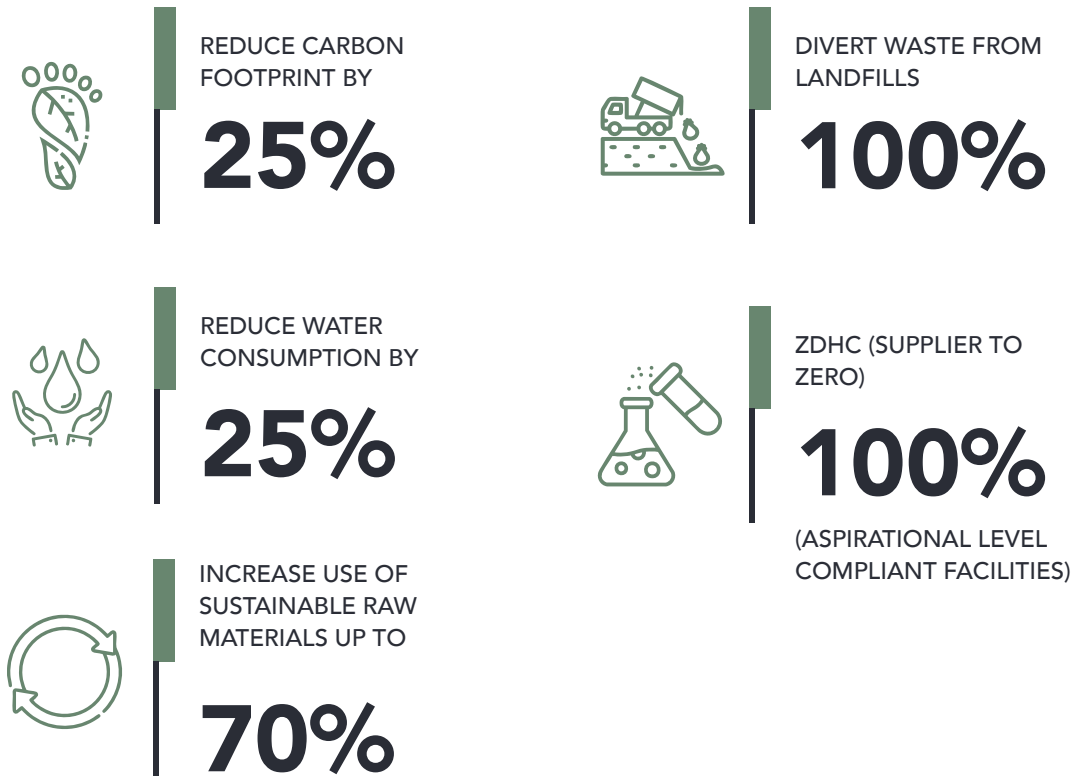 REDUCE CARBON
FOOTPRINT BY
25%
DIVERT WASTE FROM
LANDFILLS
100%
REDUCE WATER
CONSUMPTION BY
25%
ZDHC (SUPPLIER TO
ZERO)
100%
(ASPIRATIONAL LEVEL
COMPLIANT FACILITIES)
INCREASE USE OF
SUSTAINABLE RAW
MATERIALS UP TO
70%